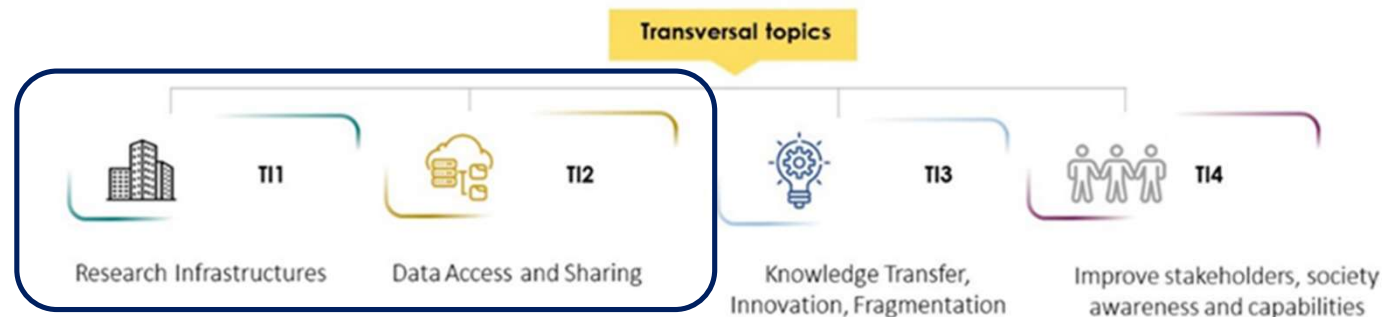 Transversal topics
TI1
TI2
TI3
TI4
Research Infrastructures
Data Access and Sharing
Knowledge Transfer,
Innovation, Fragmentation
Improve stakeholders, society
awareness and capabilities